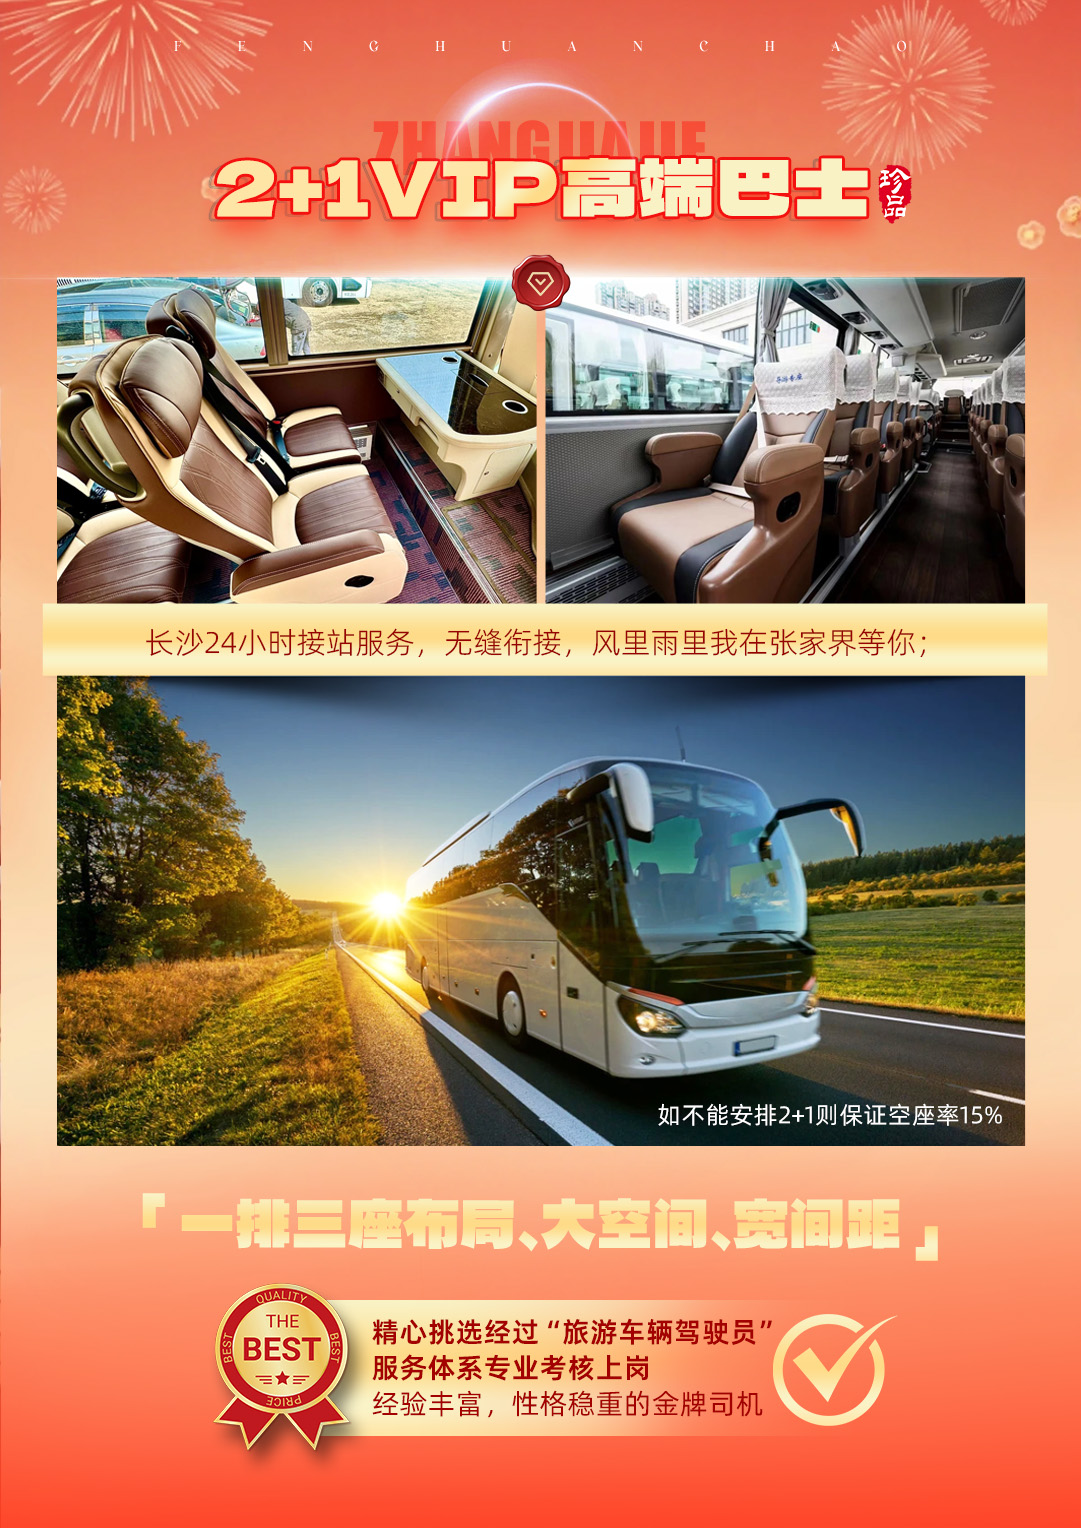 FENGHUANCHAO
ZHANGJIAJIE
2+1VIP高端巴士
珍品
导游专座
长沙24小时接站服务，无缝衔接，风里雨里我在张家界等你；
如不能安排2+1则保证空座率15%
「一排三座布局、大空间、宽间距」
QUALITY
BEST
THE
BEST
BEST
PRICE
精心挑选经过“旅游车辆驾驶员”
服务体系专业考核上岗
经验丰富，性格稳重的金牌司机